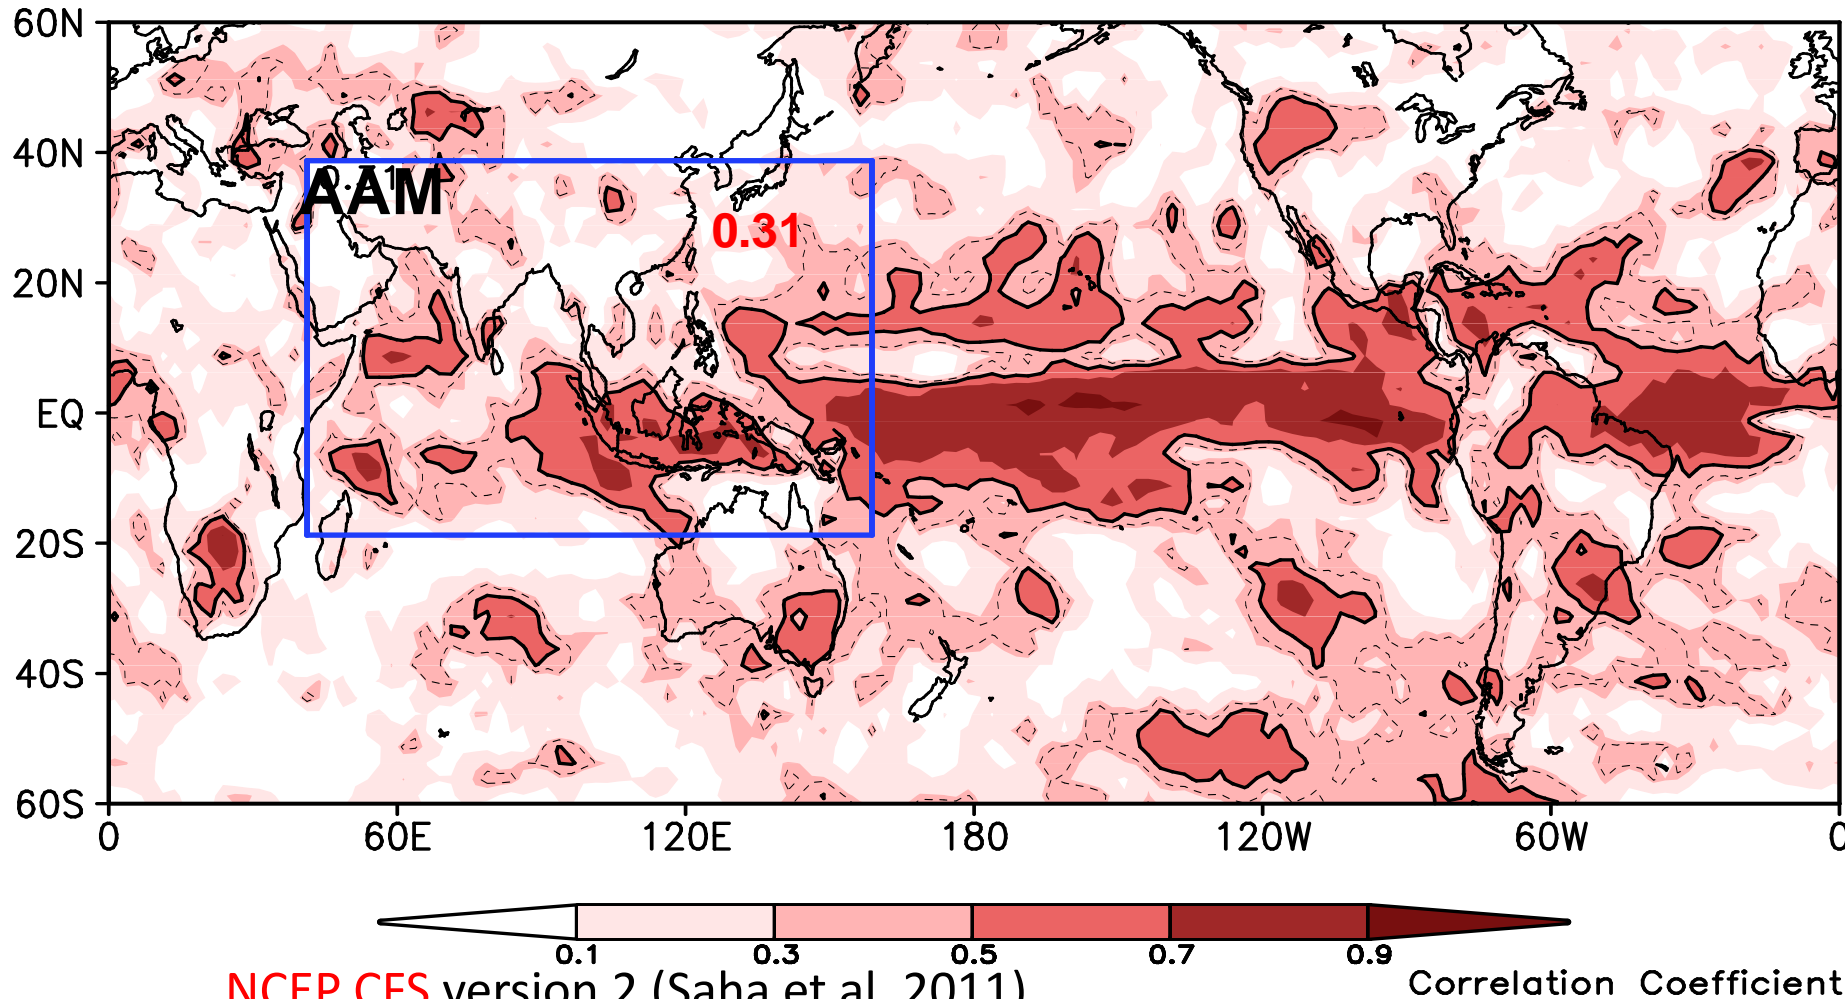 60N
40N
AAM
0.31
20N
EQ
20S
40S
60S
0 60E 120E 180 120W 60W 0
0.1 0.3 0.5 0.7 0.9
NCEP CFS version 2 (Saha et al. 2011)
Correlation Coefficient